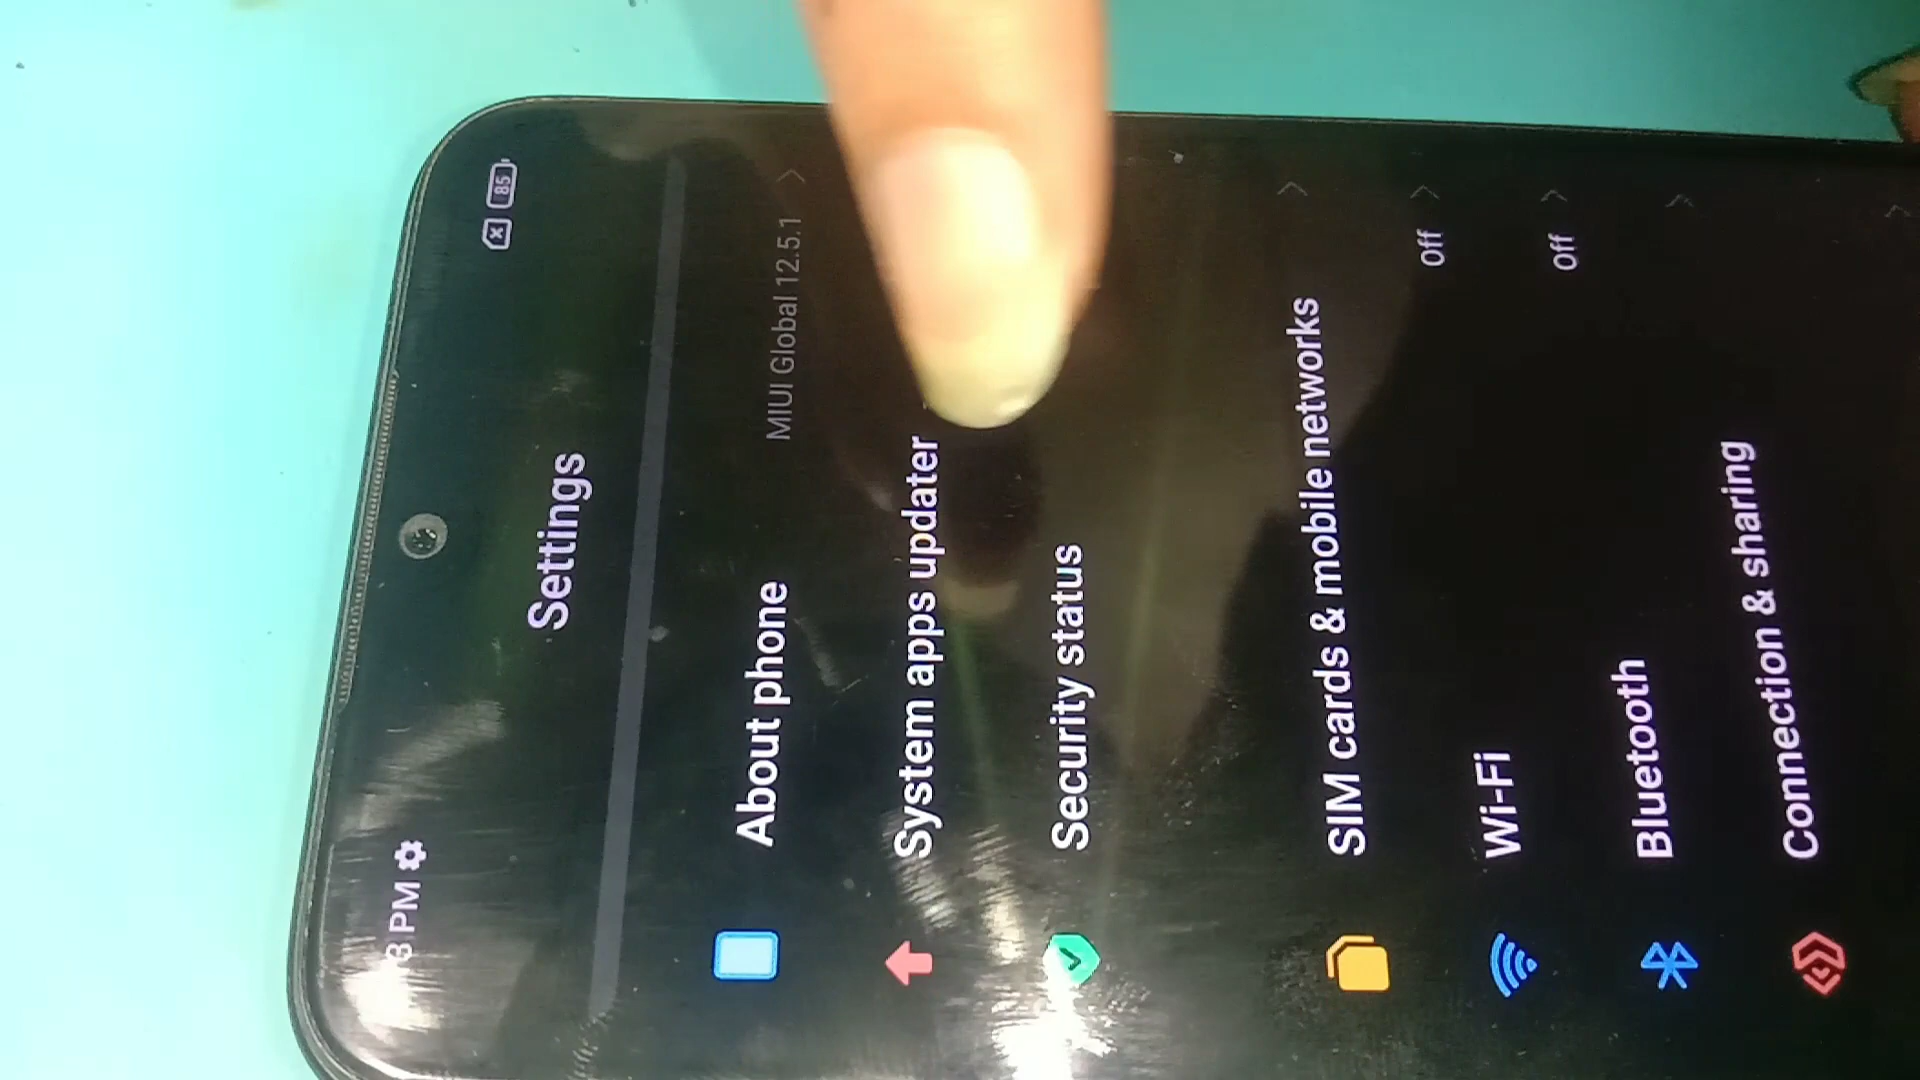 3 PM
85
Settings
About phone
MIUI Global 12.5.1
System apps updater
Security status
SIM cards & mobile networks
Wi-Fi
Off
Bluetooth
Off
Connection & sharing